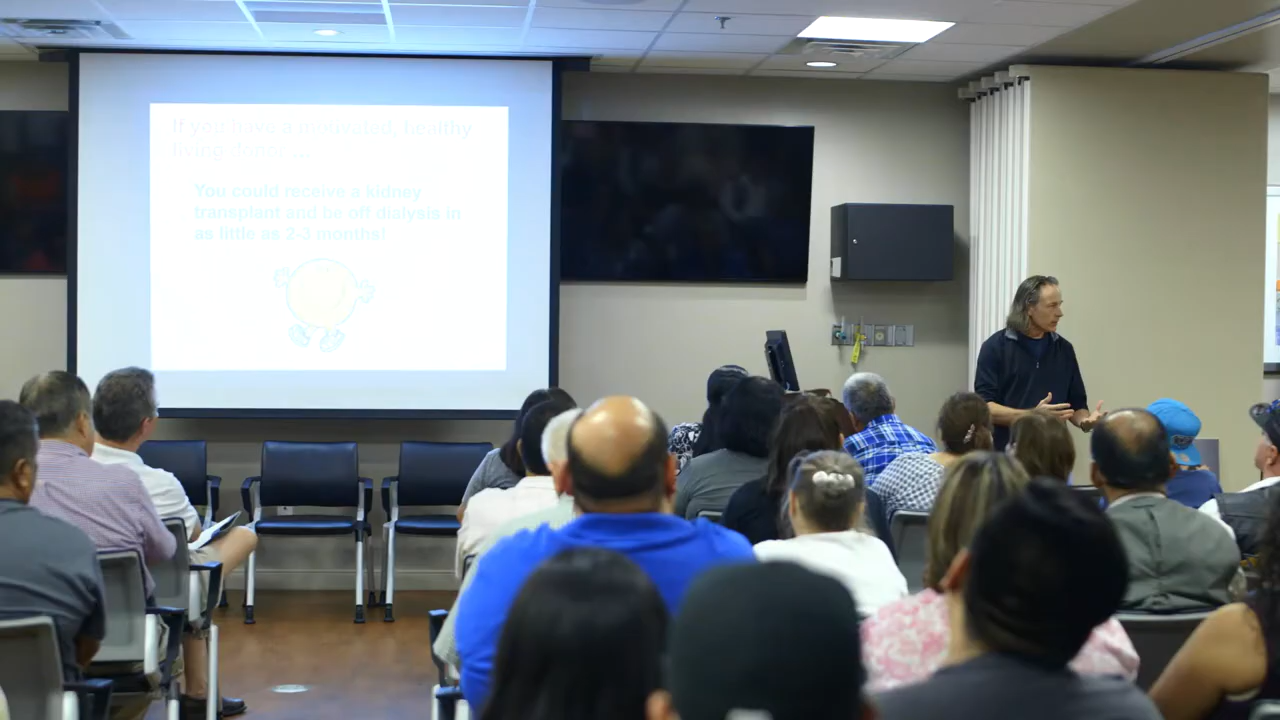 If you have a motivated, healthy
living donor ...
You could receive a kidney
transplant and be off dialysis in
as little as 2-3 months!